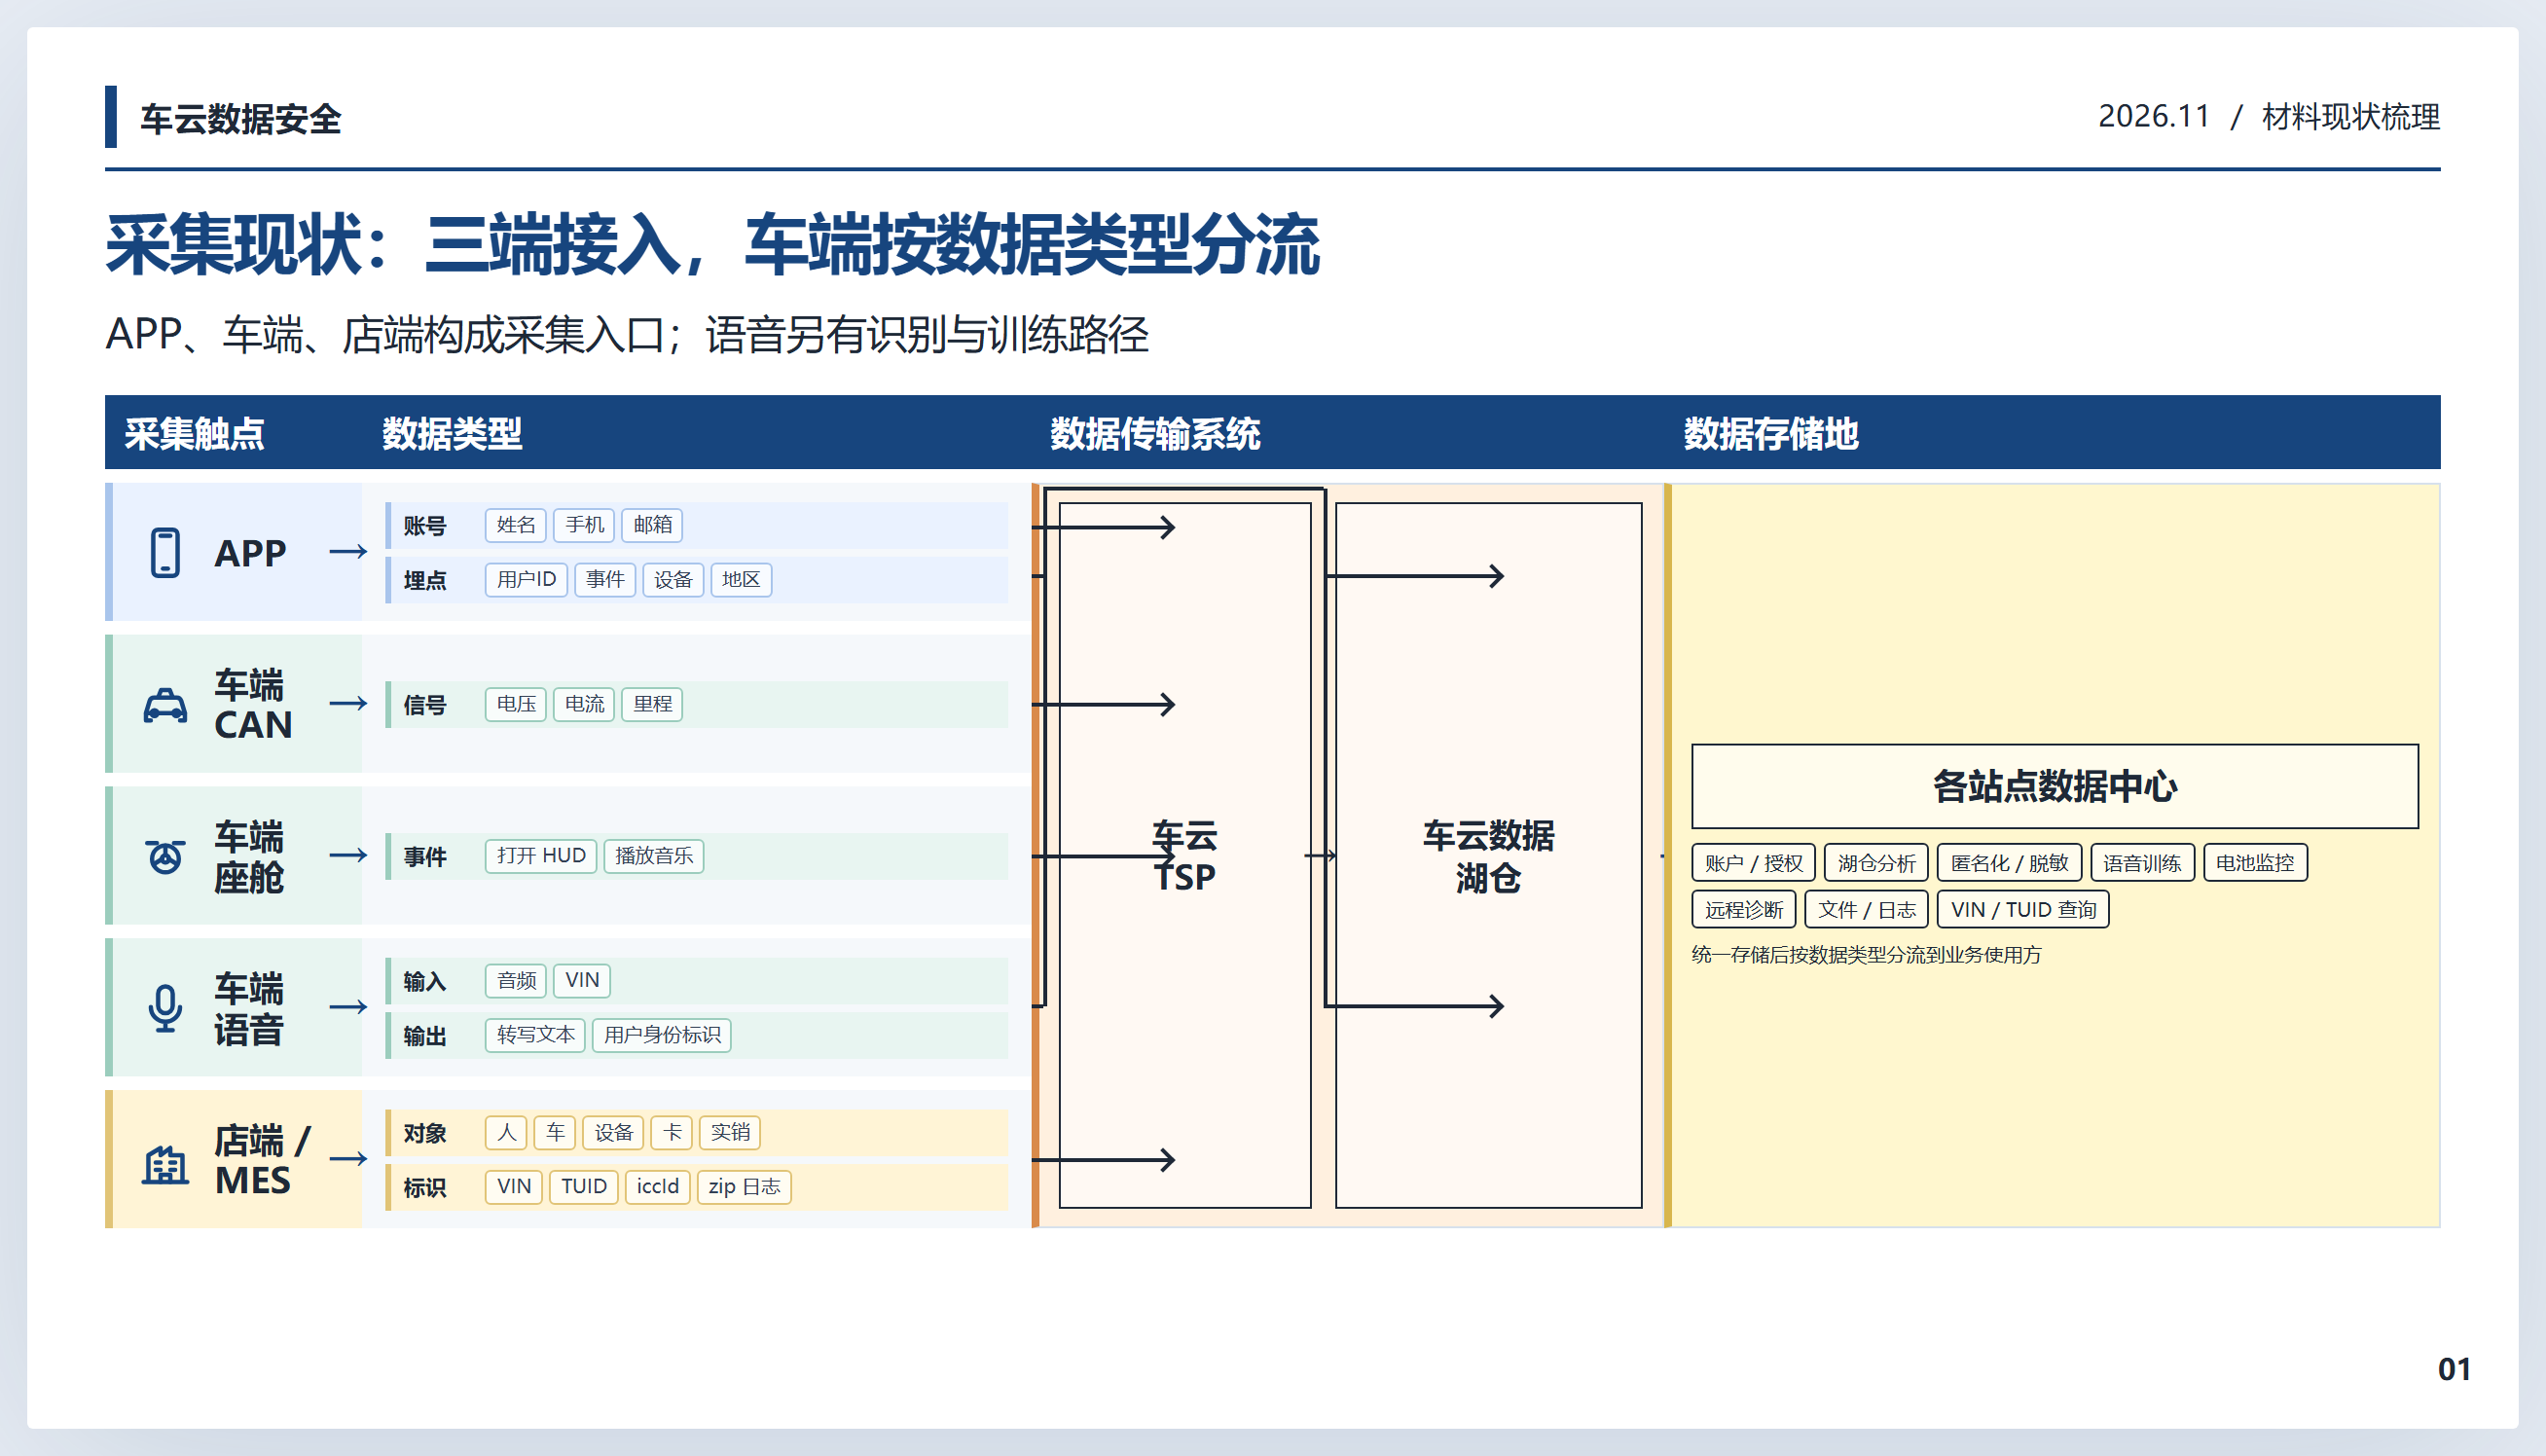 车云数据安全
2026.11 / 材料现状梳理
采集现状：三端接入，车端按数据类型分流
APP、车端、店端构成采集入口；语音另有识别与训练路径
采集触点 数据类型 数据传输系统 数据存储地
APP
账号 姓名 手机 邮箱
埋点 用户ID 事件 设备 地区
车端
CAN
信号 电压 电流 里程
车端
座舱
事件 打开 HUD 播放音乐
车端
语音
输入 音频 VIN
输出 转写文本 用户身份标识
店端 /
MES
对象 人 车 设备 卡 实销
标识 VIN TUID iccId zip 日志
车云
TSP
车云数据
湖仓
各站点数据中心
账户 / 授权 湖仓分析 匿名化 / 脱敏 语音训练 电池监控
远程诊断 文件 / 日志 VIN / TUID 查询
统一存储后按数据类型分流到业务使用方
01